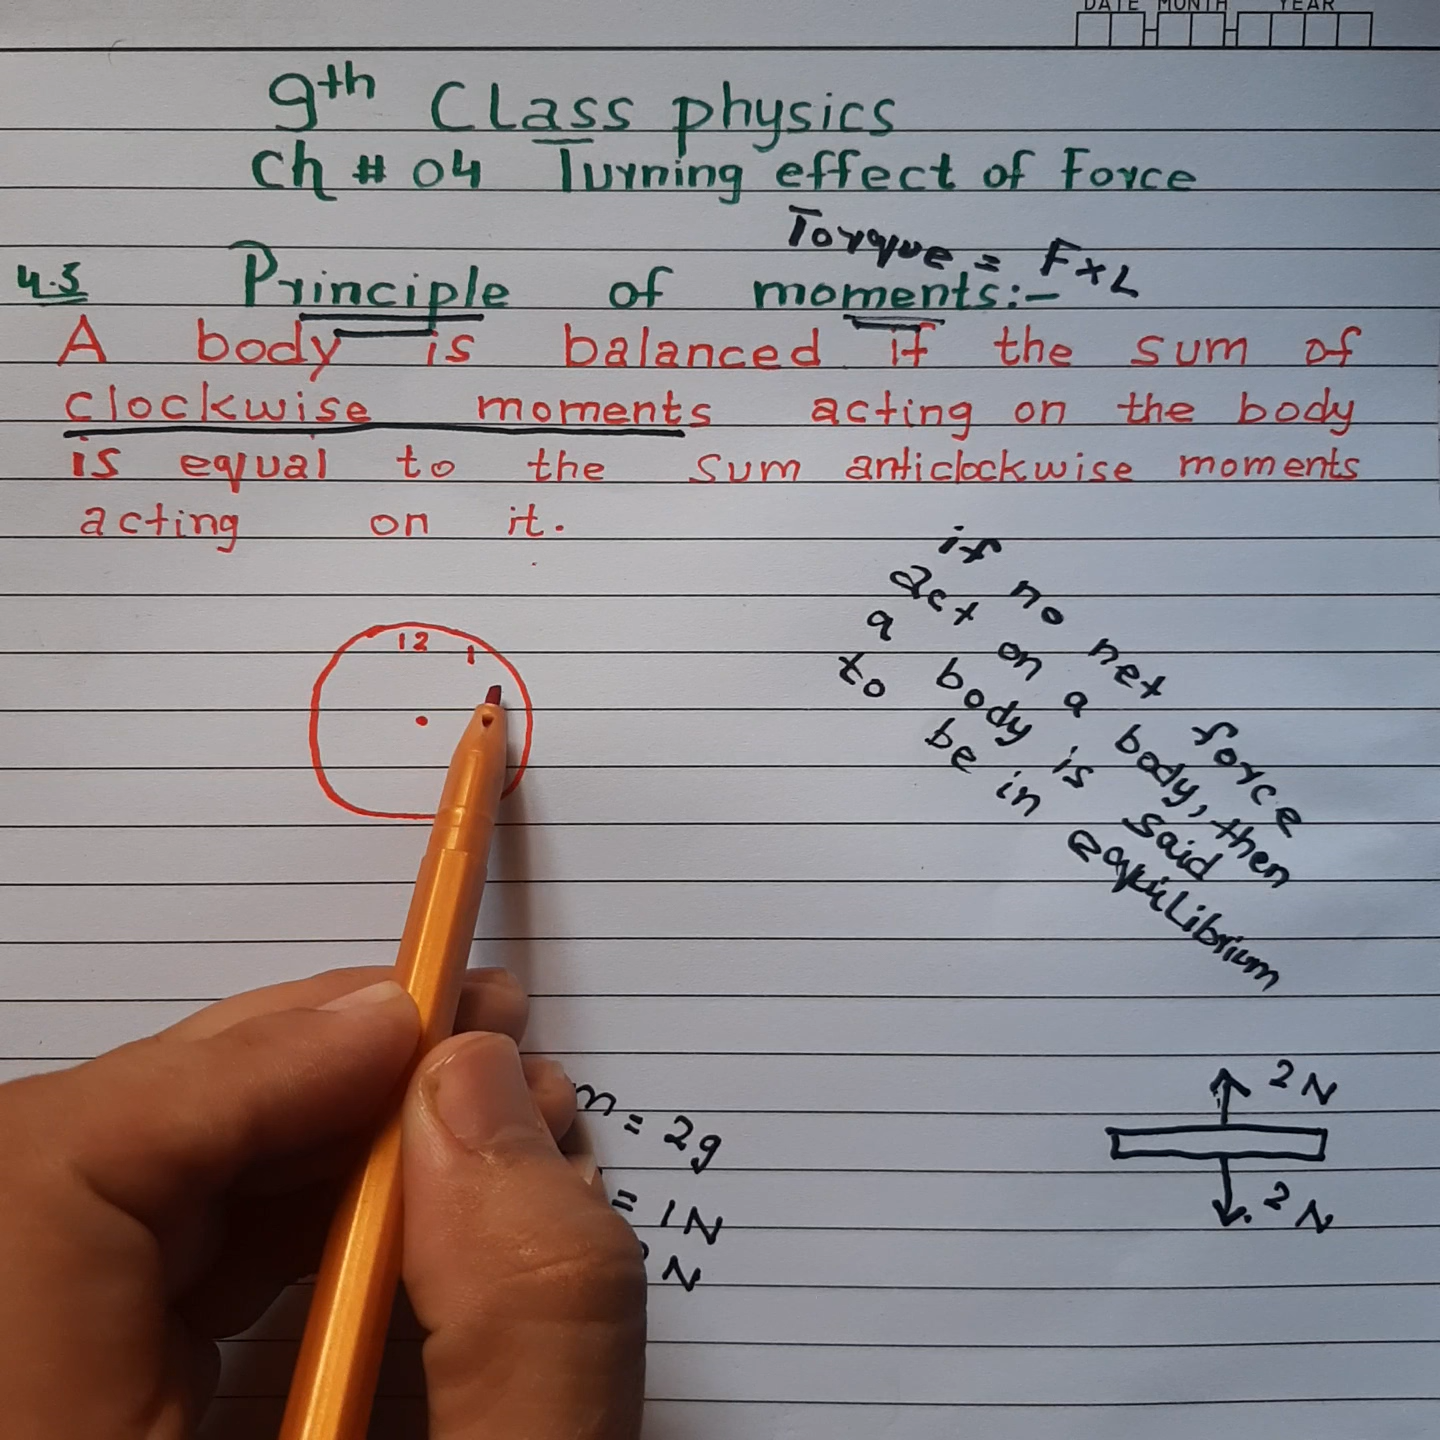 DATE MONTH YEAR
9th Class physics
Ch # 04 Turning effect of Force
Torque = F×L
4.5 Principle of moments:-
A body is balanced if the sum of
clockwise moments acting on the body
is equal to the sum anticlockwise moments
acting on it.
12
1
if no net force
act on a body, then
a body is said
to be in equilibrium
m = 2g
= 1N
N
2 N
2 N